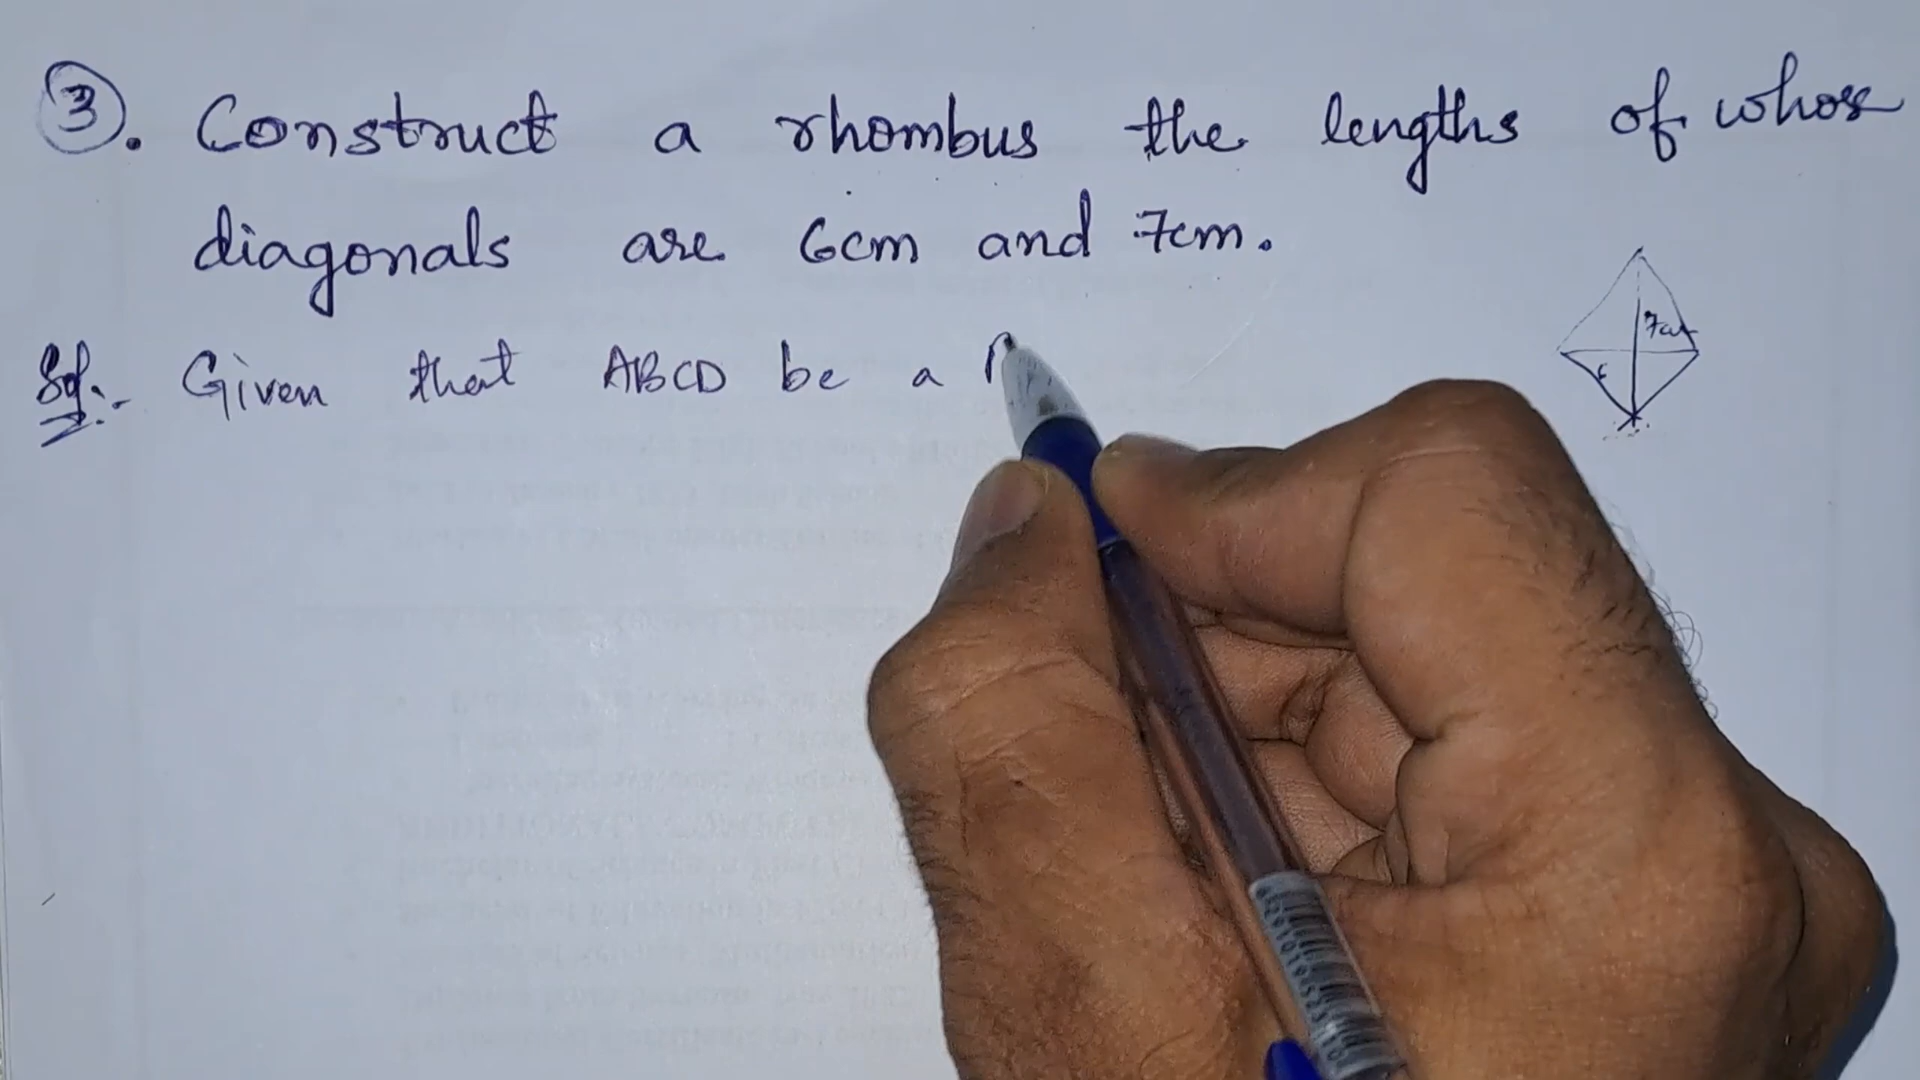 3. Construct a rhombus the lengths of whose
diagonals are 6cm and 7cm.
Sol:- Given that ABCD be a
7cm
6